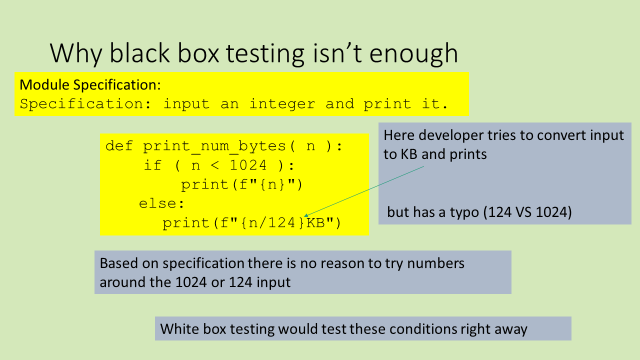 Why black box testing isn't enough
Module Specification:
Specification: input an integer and print it.
def print_num_bytes( n ):
if ( n < 1024 ):
print(f"{n}")
else:
print(f"{n/124}KB")
Here developer tries to convert input
to KB and prints
but has a typo (124 VS 1024)
Based on specification there is no reason to try numbers
around the 1024 or 124 input
White box testing would test these conditions right away